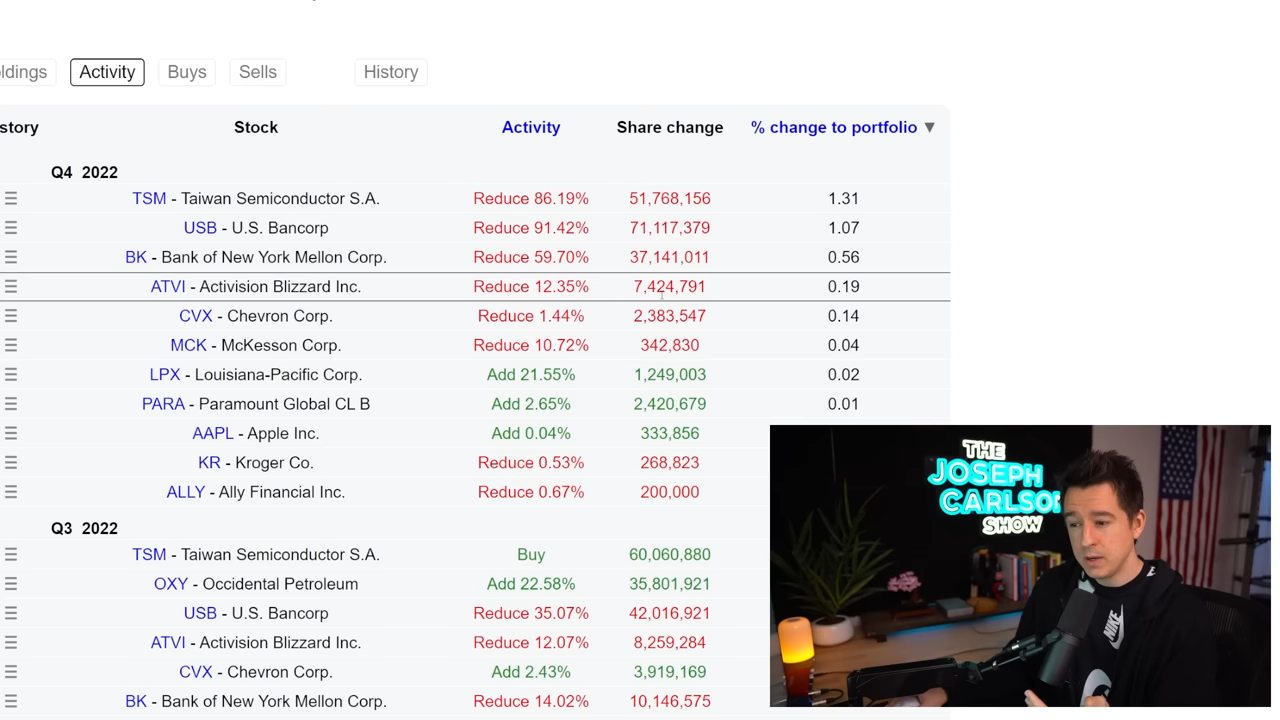 ldings Activity Buys Sells History
story Stock Activity Share change % change to portfolio ▼
Q4 2022
TSM - Taiwan Semiconductor S.A. Reduce 86.19% 51,768,156 1.31
USB - U.S. Bancorp Reduce 91.42% 71,117,379 1.07
BK - Bank of New York Mellon Corp. Reduce 59.70% 37,141,011 0.56
ATVI - Activision Blizzard Inc. Reduce 12.35% 7,424,791 0.19
CVX - Chevron Corp. Reduce 1.44% 2,383,547 0.14
MCK - McKesson Corp. Reduce 10.72% 342,830 0.04
LPX - Louisiana-Pacific Corp. Add 21.55% 1,249,003 0.02
PARA - Paramount Global CL B Add 2.65% 2,420,679 0.01
AAPL - Apple Inc. Add 0.04% 333,856
KR - Kroger Co. Reduce 0.53% 268,823
ALLY - Ally Financial Inc. Reduce 0.67% 200,000
Q3 2022
TSM - Taiwan Semiconductor S.A. Buy 60,060,880
OXY - Occidental Petroleum Add 22.58% 35,801,921
USB - U.S. Bancorp Reduce 35.07% 42,016,921
ATVI - Activision Blizzard Inc. Reduce 12.07% 8,259,284
CVX - Chevron Corp. Add 2.43% 3,919,169
BK - Bank of New York Mellon Corp. Reduce 14.02% 10,146,575
THE
JOSEPH
CARLSO
SHOW
NIKE